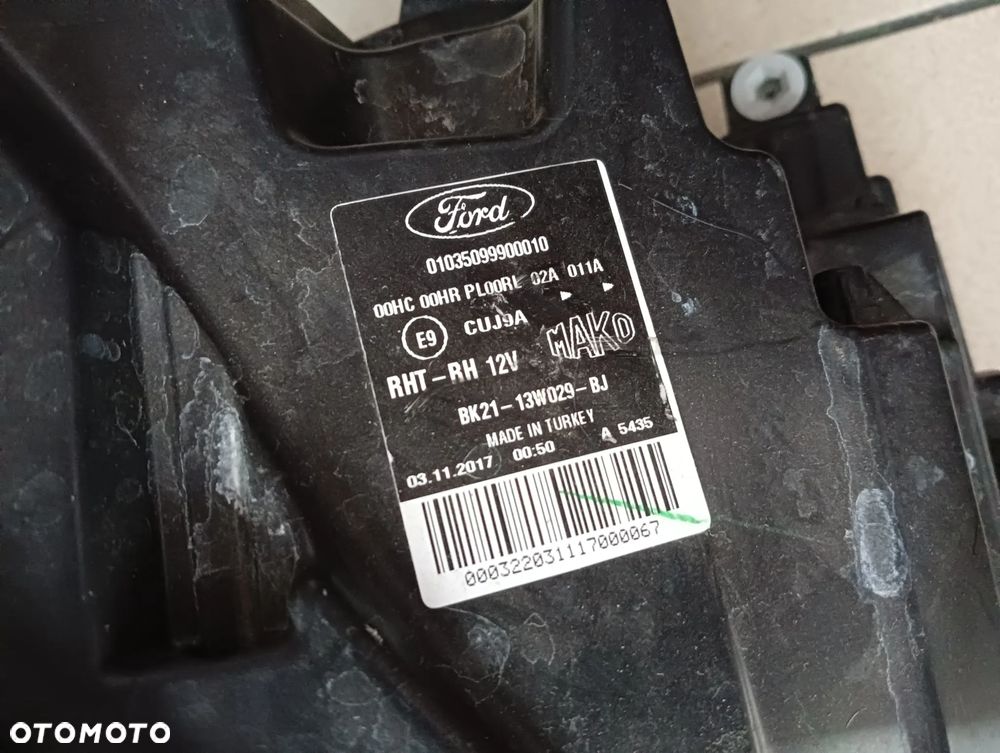 Ford
01035099900010
00HC 00HR PL00RL 02A 011A
E9 CUJ9A
MAKO
RHT-RH 12V
BK21-13W029-BJ
MADE IN TURKEY
03.11.2017 00:50 A 5435
000322031117000067
OTOMOTO